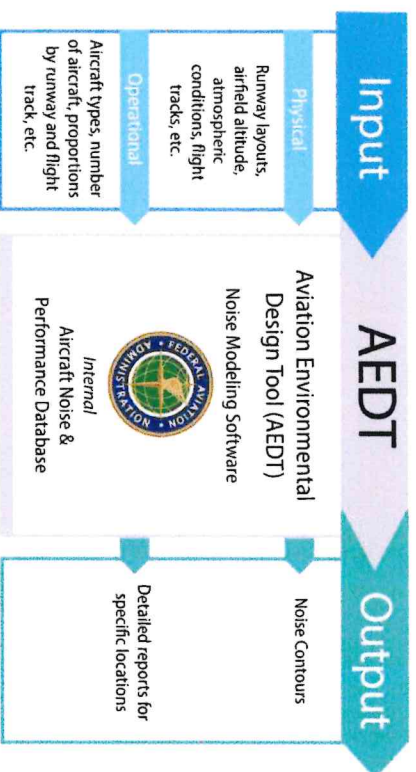 Input
AEDT
Output
Physical
Runway layouts,
airfield altitude,
atmospheric
conditions, flight
tracks, etc.
Operational
Aircraft types, number
of aircraft, proportions
by runway and flight
track, etc.
Aviation Environmental
Design Tool (AEDT)
Noise Modeling Software
FEDERAL AVIATION
ADMINISTRATION
Internal
Aircraft Noise &
Performance Database
Noise Contours
Detailed reports for
specific locations